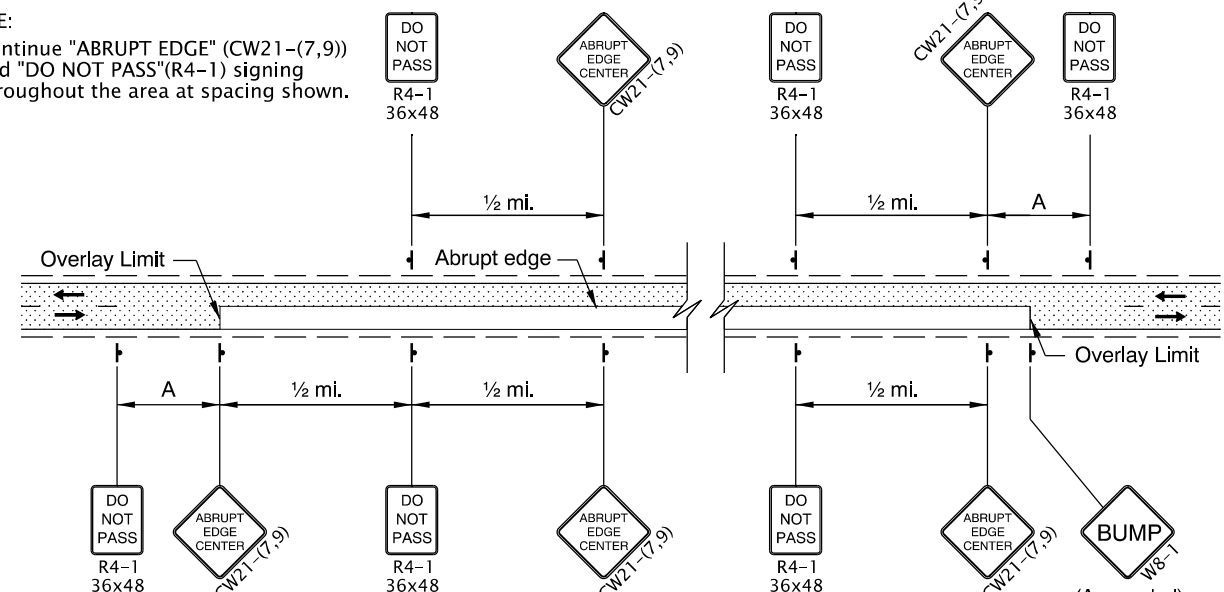 E:
ntinue "ABRUPT EDGE" (CW21-(7,9))
d "DO NOT PASS"(R4-1) signing
roughout the area at spacing shown.
DO
NOT
PASS
R4-1
36x48
ABRUPT
EDGE
CENTER
CW21-(7,9)
DO
NOT
PASS
R4-1
36x48
ABRUPT
EDGE
CENTER
CW21-(7,9)
DO
NOT
PASS
R4-1
36x48
½ mi.
½ mi.
A
Overlay Limit
Abrupt edge
Overlay Limit
A
½ mi.
½ mi.
½ mi.
DO
NOT
PASS
R4-1
36x48
ABRUPT
EDGE
CENTER
CW21-(7,9)
DO
NOT
PASS
R4-1
36x48
ABRUPT
EDGE
CENTER
CW21-(7,9)
DO
NOT
PASS
R4-1
36x48
ABRUPT
EDGE
CENTER
CW21-(7,9)
BUMP
W8-1